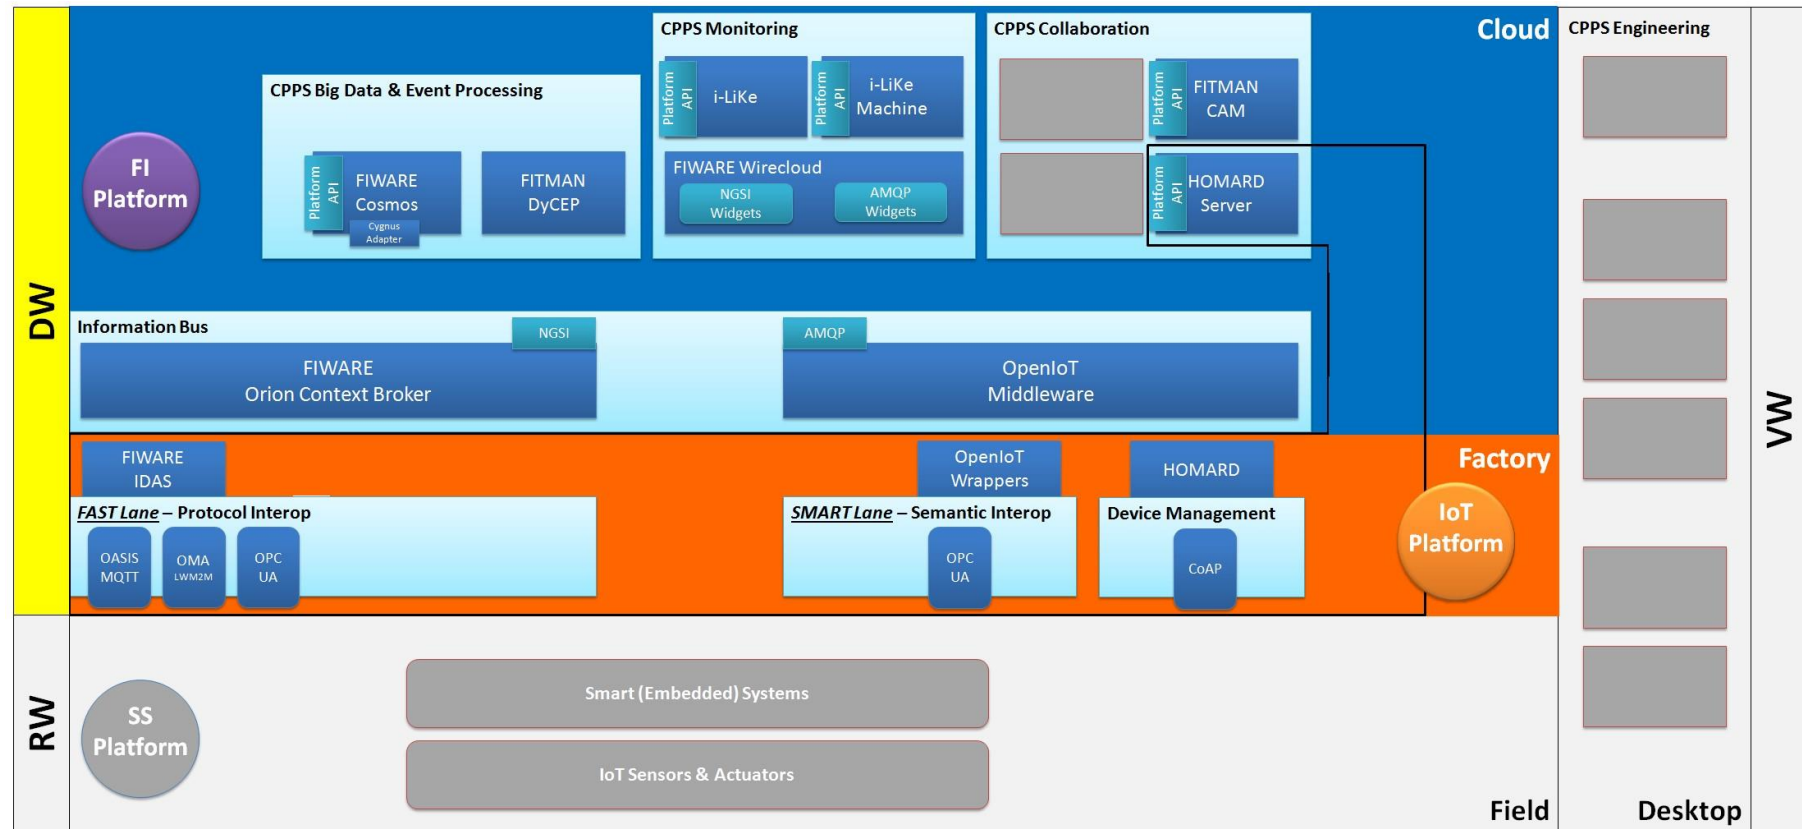 DW
RW
VW
Cloud
FI
Platform
CPPS Big Data & Event Processing
Platform
API
FIWARE
Cosmos
Cygnus
Adapter
FITMAN
DyCEP
CPPS Monitoring
Platform
API
i-LiKe
Platform
API
i-LiKe
Machine
FIWARE Wirecloud
NGSI
Widgets
AMQP
Widgets
CPPS Collaboration
Platform
API
FITMAN
CAM
Platform
API
HOMARD
Server
CPPS Engineering
Information Bus
NGSI
FIWARE
Orion Context Broker
AMQP
OpenIoT
Middleware
Factory
FIWARE
IDAS
FAST Lane – Protocol Interop
OASIS
MQTT
OMA
LWM2M
OPC
UA
OpenIoT
Wrappers
SMART Lane – Semantic Interop
OPC
UA
HOMARD
Device Management
CoAP
IoT
Platform
SS
Platform
Smart (Embedded) Systems
IoT Sensors & Actuators
Field
Desktop